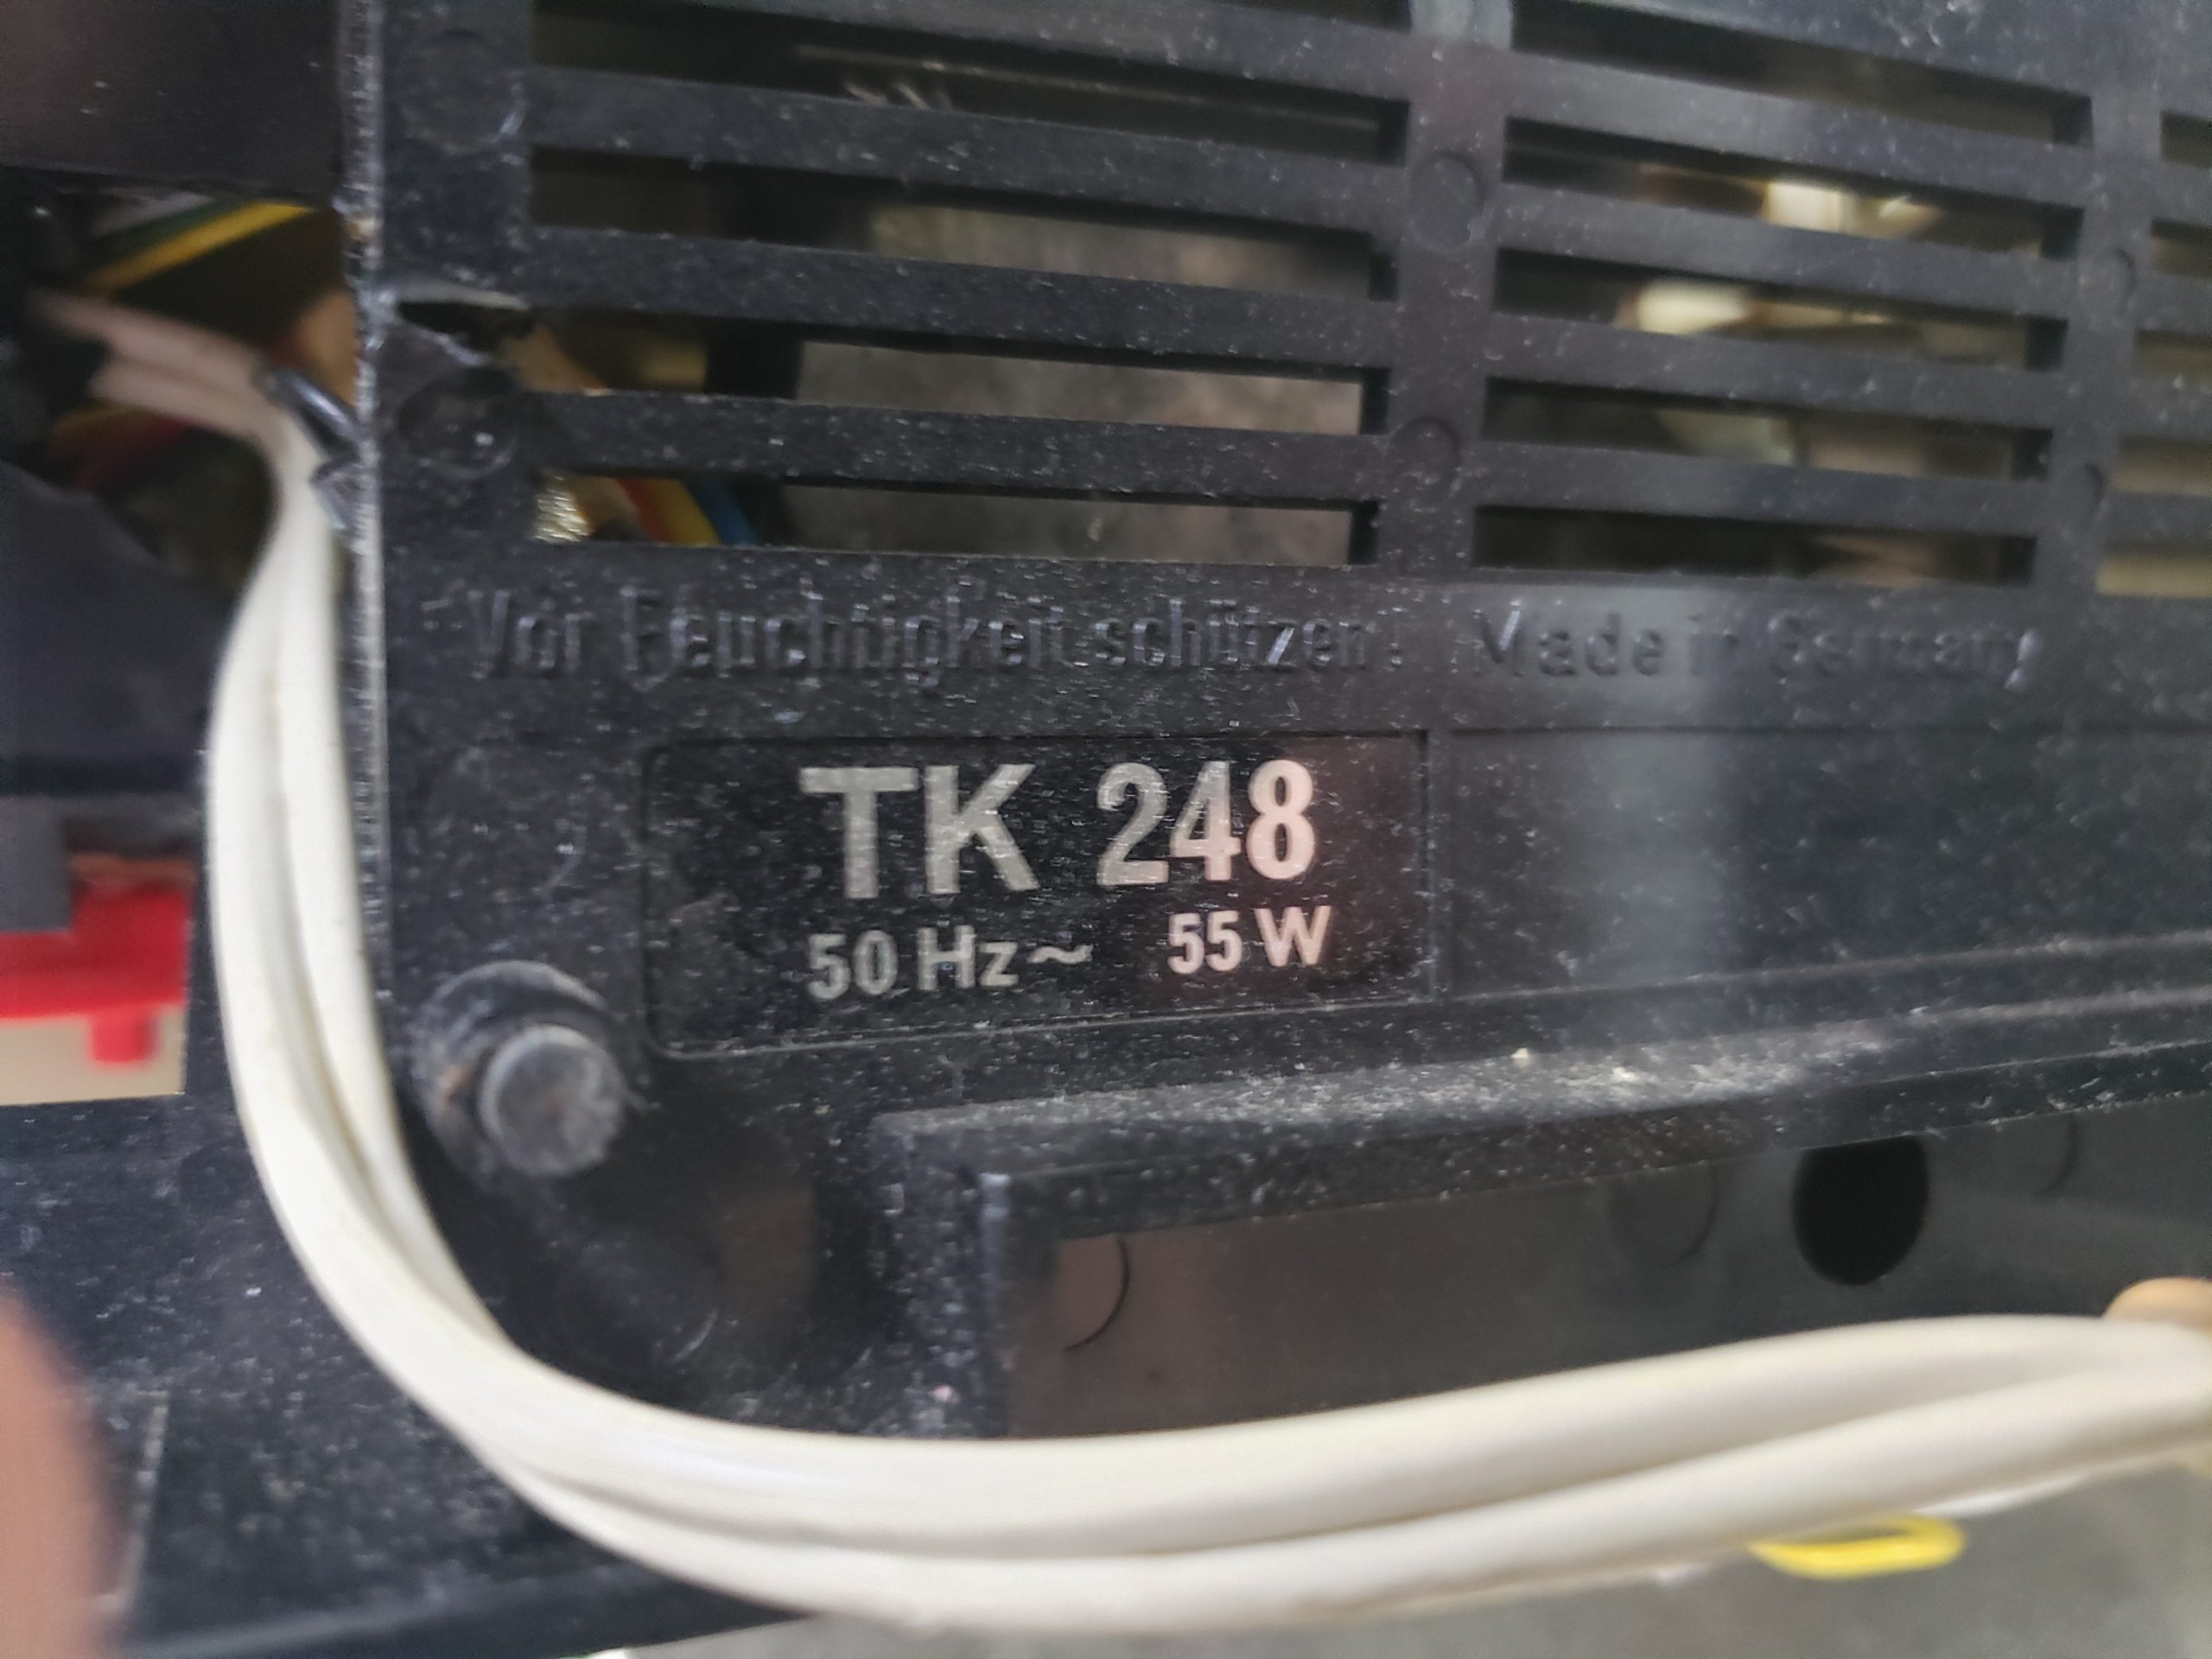 Vor Feuchtigkeit schützen! Made in Germany
TK 248
50 Hz~ 55 W